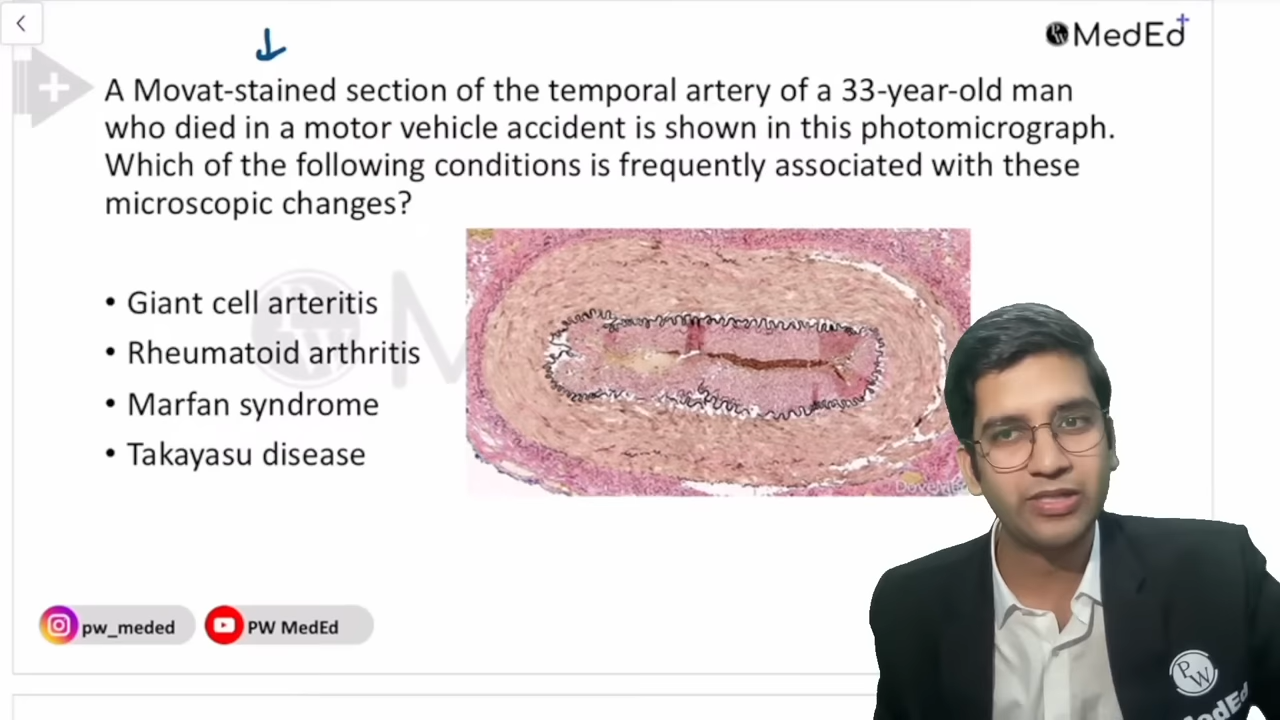 MedEd
A Movat-stained section of the temporal artery of a 33-year-old man
who died in a motor vehicle accident is shown in this photomicrograph.
Which of the following conditions is frequently associated with these
microscopic changes?
• Giant cell arteritis
• Rheumatoid arthritis
• Marfan syndrome
• Takayasu disease
pw_meded
PW MedEd
PW
MedEd